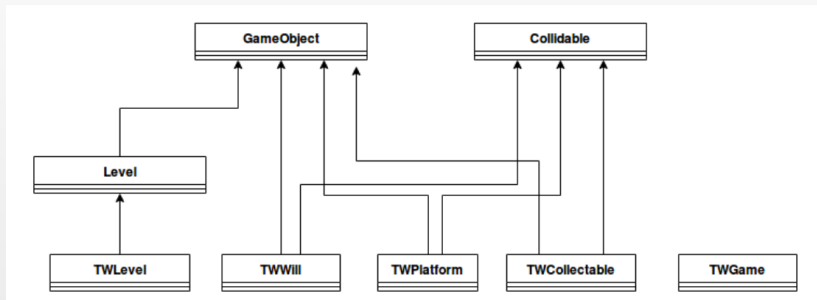 GameObject
Collidable
Level
TWLevel
TWWill
TWPlatform
TWCollectable
TWGame